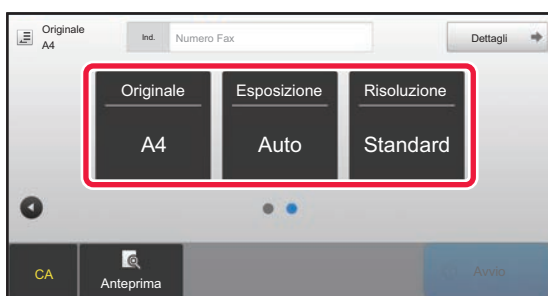 Originale
A4
Ind.
Numero Fax
Dettagli
Originale
Esposizione
Risoluzione
A4
Auto
Standard
CA
Anteprima
Avvio